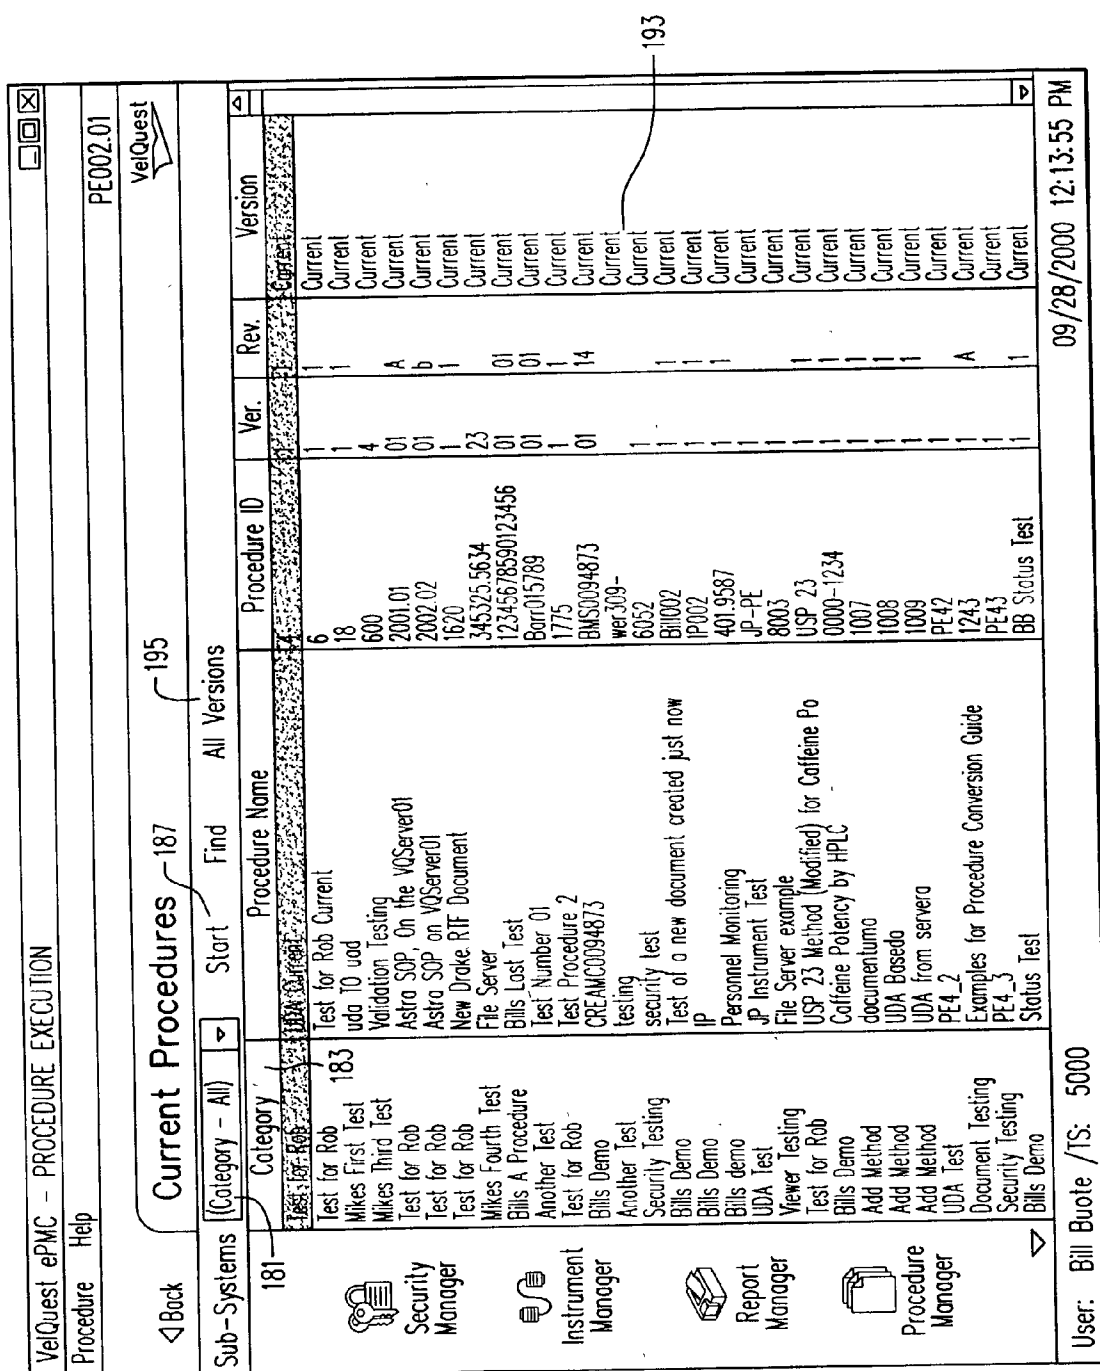 VelQuest ePMC - PROCEDURE EXECUTION
Procedure Help
PE002.01
Back
Current Procedures
187
195
VelQuest
Sub-Systems (Category - All) Start Find All Versions
181
183
193
Category Procedure Name Procedure ID Ver. Rev. Version
Test for Rob UDA Current 4 Current
Test for Rob Test for Rob Current 6 1 1 Current
Mikes First Test uda TO uad 18 1 1 Current
Mikes Third Test Validation Testing 600 4 Current
Test for Rob Astra SOP, On the VQServer01 2001.01 01 A Current
Test for Rob Astra SOP on VQServer01 2002.02 01 b Current
Test for Rob New Drake RTF Document 1620 1 1 Current
Mikes Fourth Test File Server 345325.5634 23 Current
Bills A Procedure Bills Lost Test 12345678590123456 01 01 Current
Another Test Test Number 01 Borr015789 01 01 Current
Test for Rob Test Procedure 2 1775 1 1 Current
Bills Demo CREAMC0094873 BMS0094873 01 14 Current
Another Test testing wer309- Current
Security Testing security test 6052 1 Current
Bills Demo Test of a new document created just now Bill002 1 1 Current
Bills Demo IP IP002 1 1 Current
Bills demo Personnel Monitoring 401.9587 1 1 Current
UDA Test JP Instrument Test JP-PE 1 Current
Viewer Testing File Server example 8003 1 Current
Test for Rob USP 23 Method (Modified) for Caffeine Po USP 23 1 1 Current
Bills Demo Caffeine Potency by HPLC 0000-1234 1 1 Current
Add Method documentumo 1007 1 1 Current
Add Method UDA Basedo 1008 1 1 Current
Add Method UDA from servera 1009 1 1 Current
UDA Test PE4_2 PE42 1 Current
Document Testing Examples for Procedure Conversion Guide 1243 1 A Current
Security Testing PE4_3 PE43 1 Current
Bills Demo Status Test BB Status Test 1 1 Current
Security
Manager
Instrument
Manager
Report
Manager
Procedure
Manager
User: Bill Buote /TS: 5000 09/28/2000 12:13:55 PM